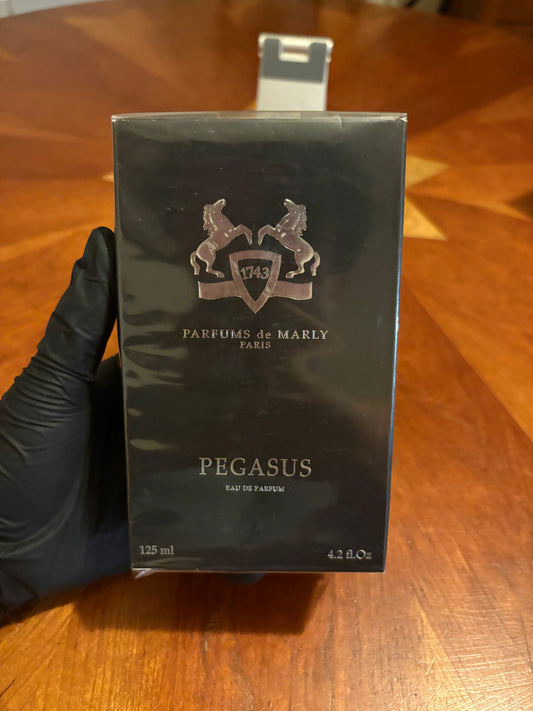 1743
PARFUMS de MARLY
PARIS
PEGASUS
EAU DE PARFUM
125 ml 4.2 fl.Oz